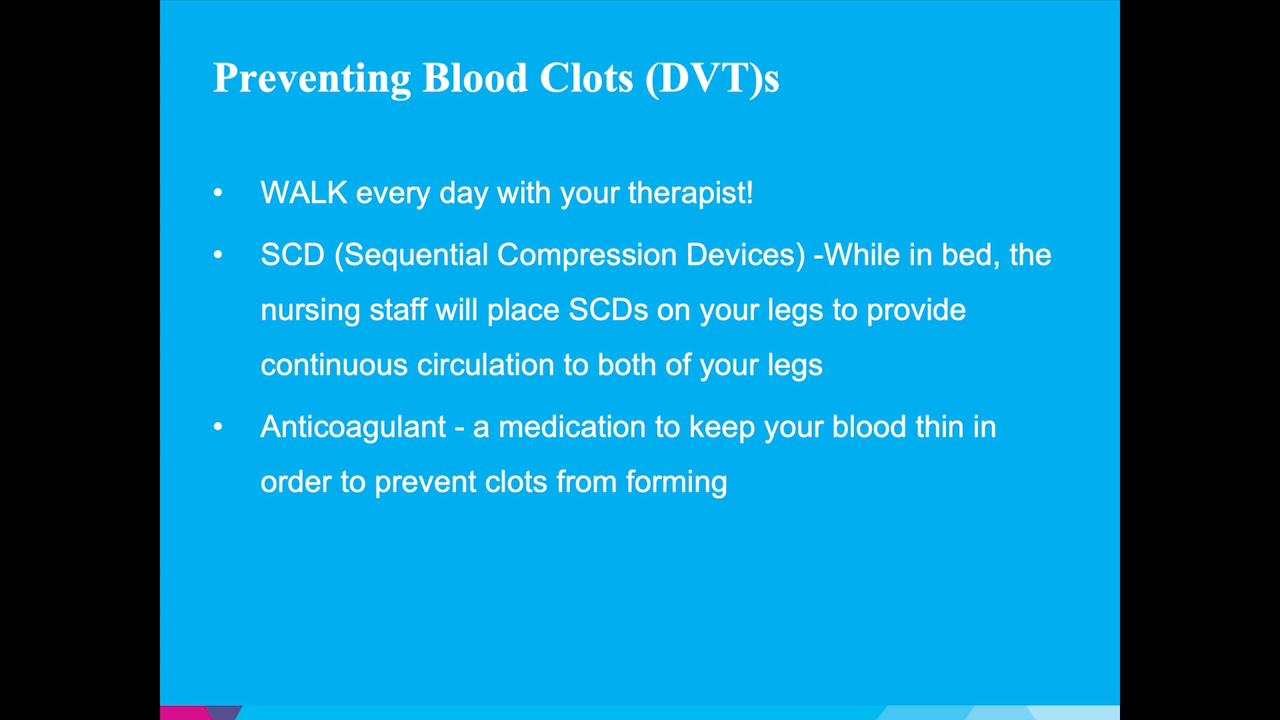 Preventing Blood Clots (DVT)s
• WALK every day with your therapist!
• SCD (Sequential Compression Devices) -While in bed, the
nursing staff will place SCDs on your legs to provide
continuous circulation to both of your legs
• Anticoagulant - a medication to keep your blood thin in
order to prevent clots from forming